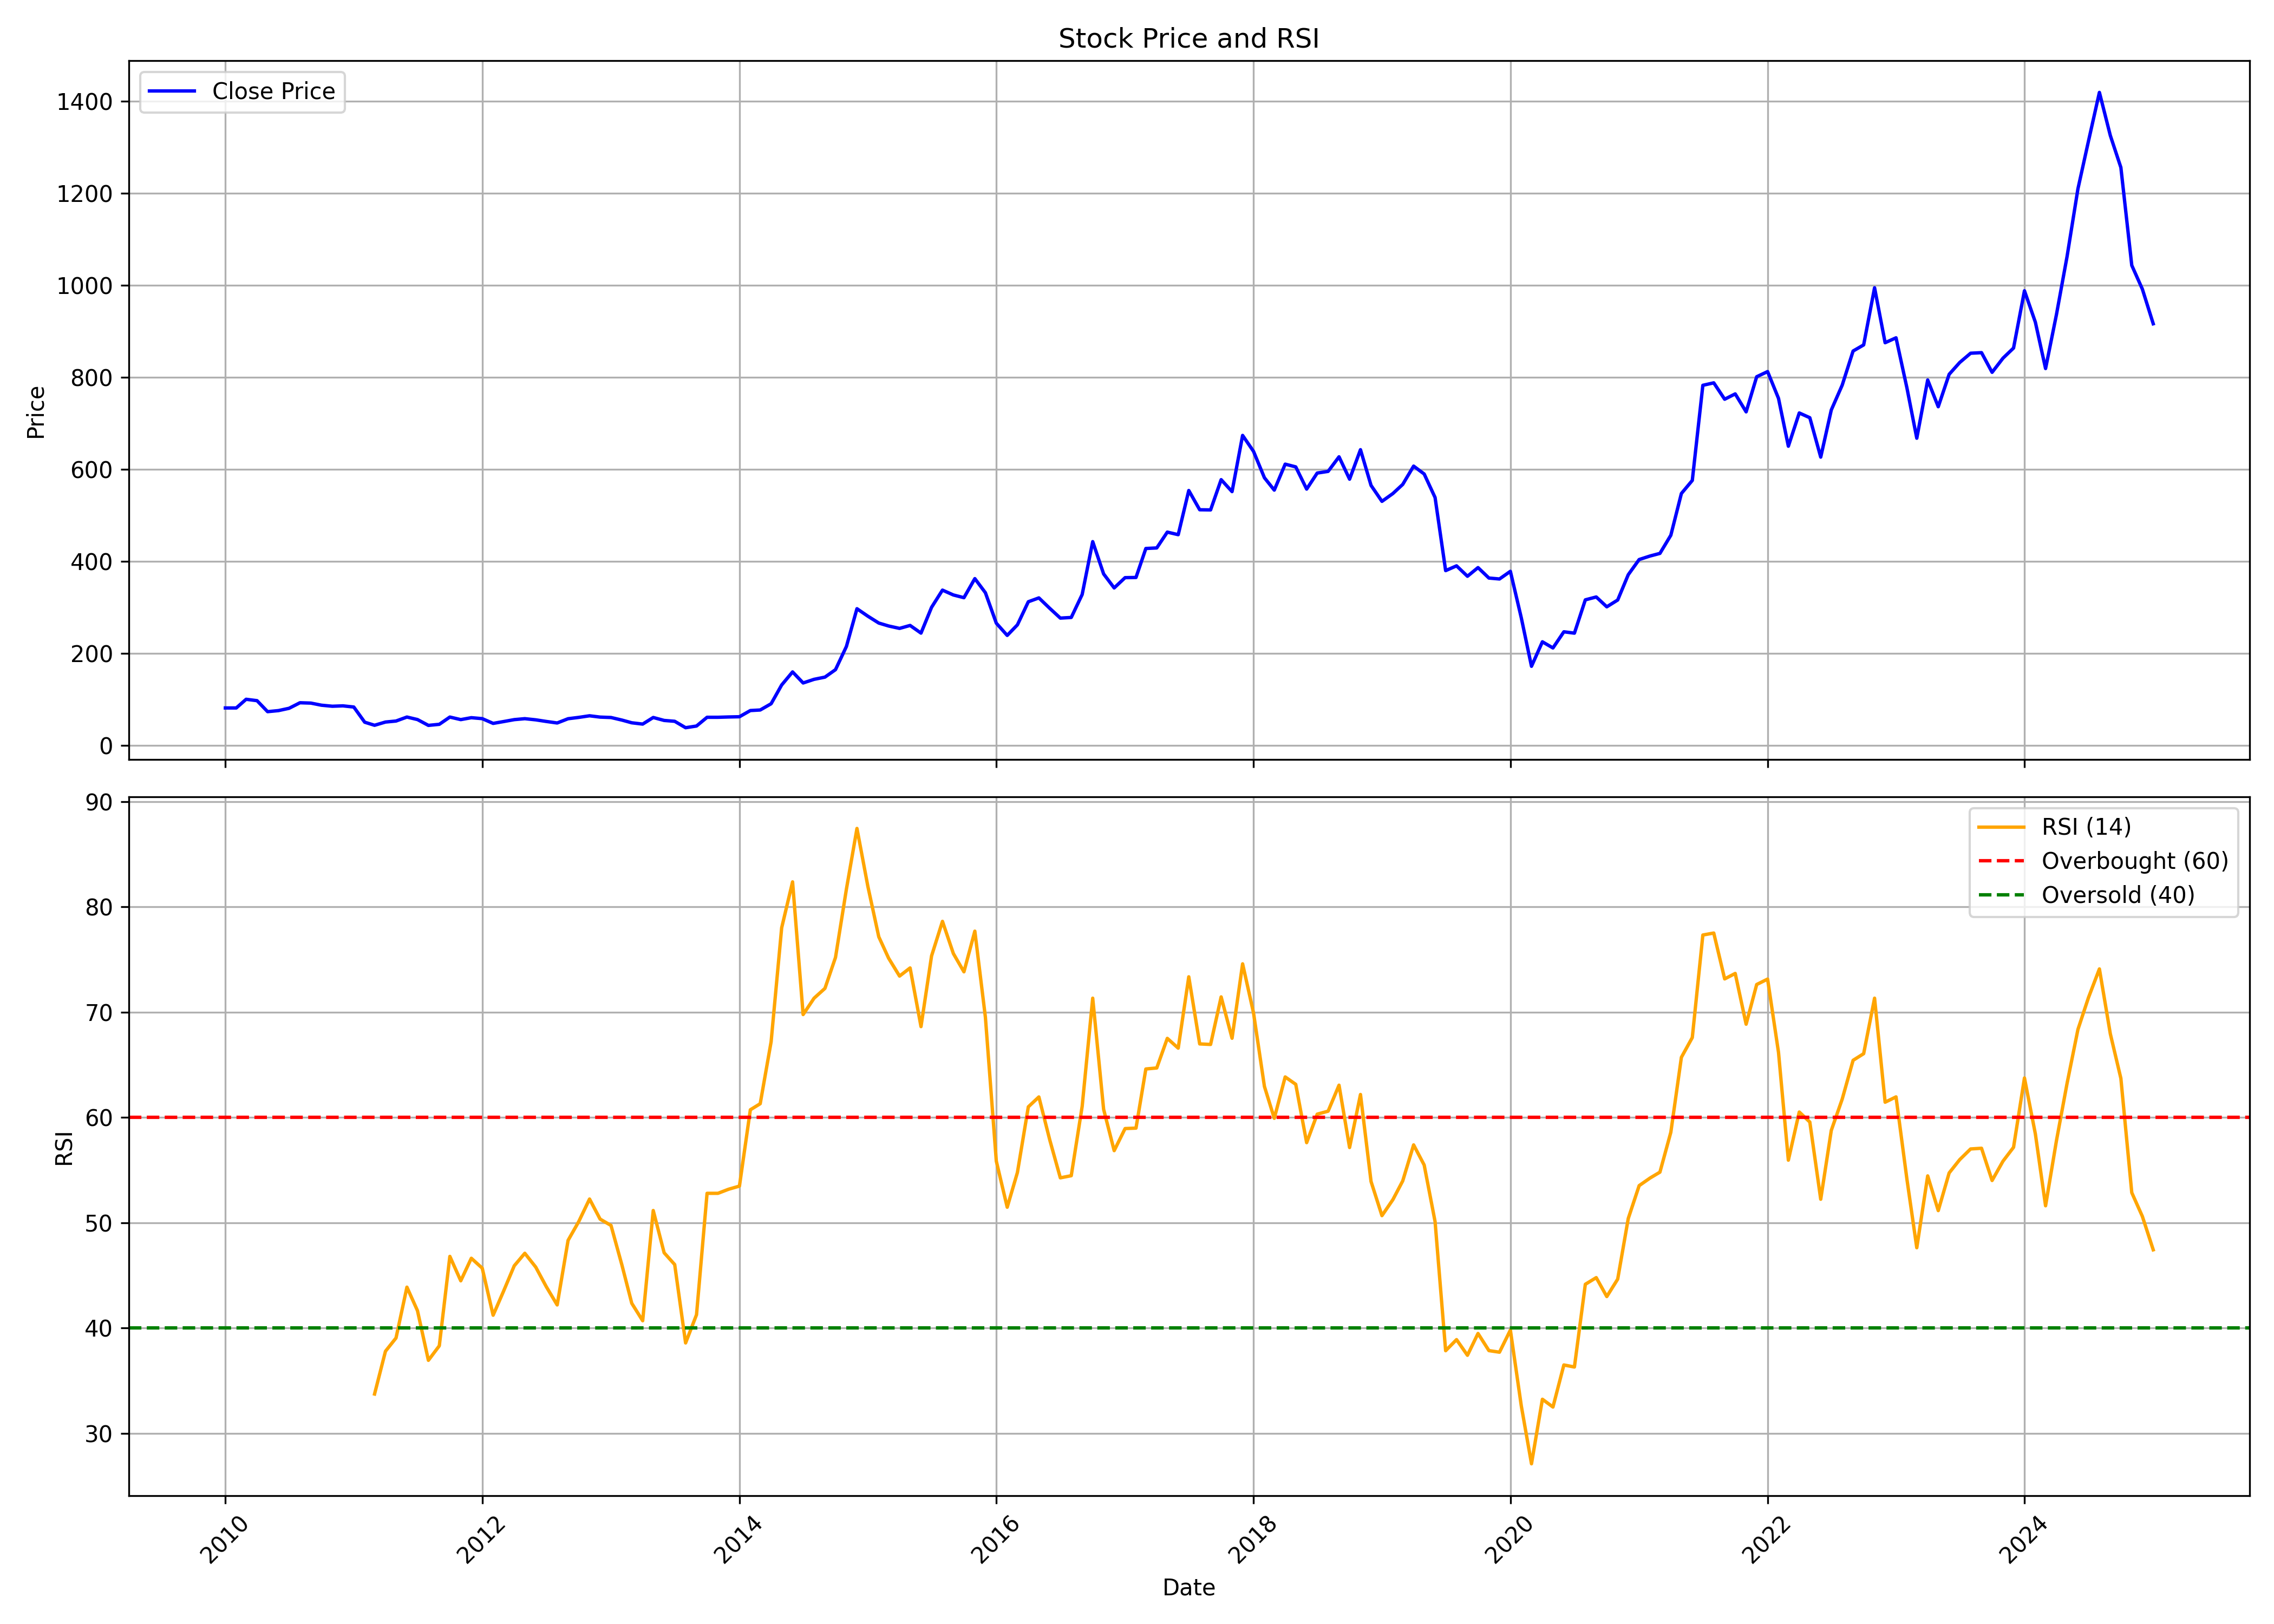 Stock Price and RSI
Close Price
1400
1200
1000
800
600
400
200
0
Price
90
80
70
60
50
40
30
RSI
RSI (14)
Overbought (60)
Oversold (40)
2010
2012
2014
2016
2018
2020
2022
2024
Date